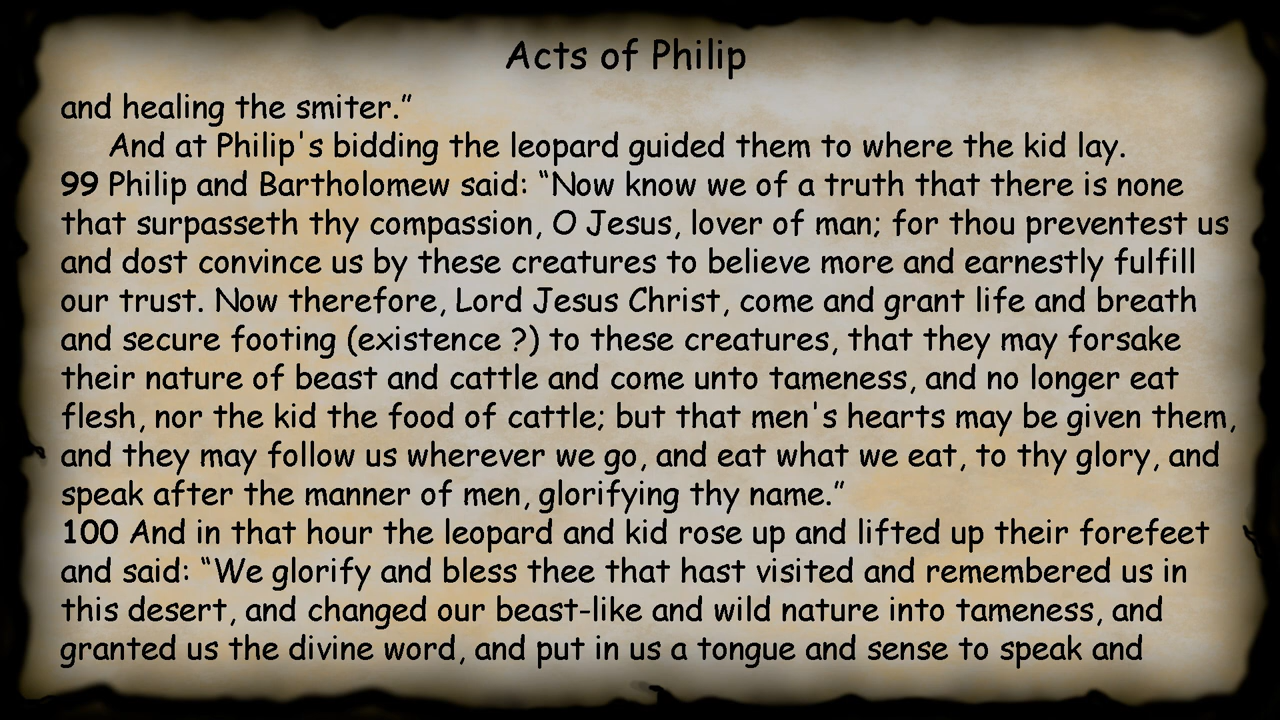 Acts of Philip
and healing the smiter.”
And at Philip's bidding the leopard guided them to where the kid lay.
99 Philip and Bartholomew said: “Now know we of a truth that there is none
that surpasseth thy compassion, O Jesus, lover of man; for thou preventest us
and dost convince us by these creatures to believe more and earnestly fulfill
our trust. Now therefore, Lord Jesus Christ, come and grant life and breath
and secure footing (existence ?) to these creatures, that they may forsake
their nature of beast and cattle and come unto tameness, and no longer eat
flesh, nor the kid the food of cattle; but that men's hearts may be given them,
and they may follow us wherever we go, and eat what we eat, to thy glory, and
speak after the manner of men, glorifying thy name.”
100 And in that hour the leopard and kid rose up and lifted up their forefeet
and said: “We glorify and bless thee that hast visited and remembered us in
this desert, and changed our beast-like and wild nature into tameness, and
granted us the divine word, and put in us a tongue and sense to speak and